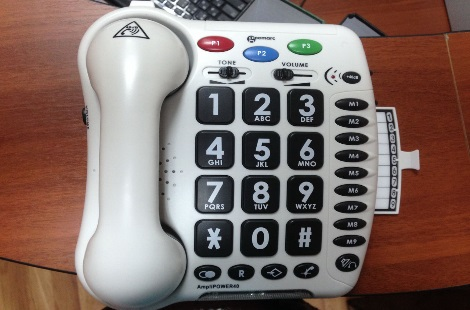 geemarc
P1
P2
P3
TONE
VOLUME
1
2
ABC
3
DEF
4
GHI
5
JKL
6
MNO
7
PQRS
8
TUV
9
WXYZ
*
0
#
R
M1
M2
M3
M4
M5
M6
M7
M8
M9
AmpliPOWER40